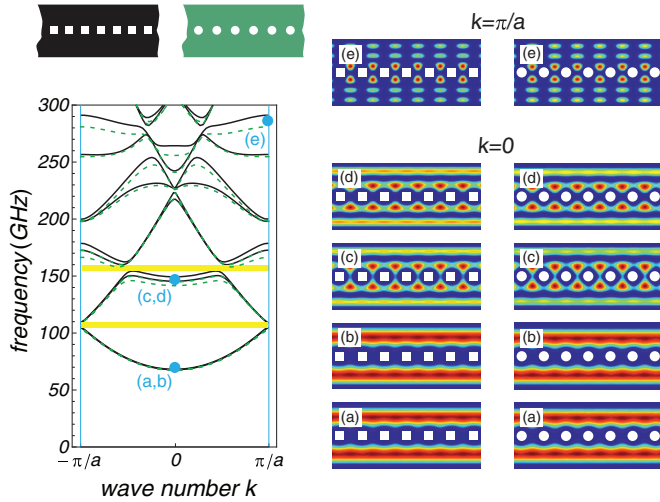 k=π/a
(e) (e)
k=0
(d) (d)
(c) (c)
(b) (b)
(a) (a)
frequency (GHz)
300
250
200
150
100
50
0
(e)
(c,d)
(a,b)
−π/a 0 π/a
wave number k